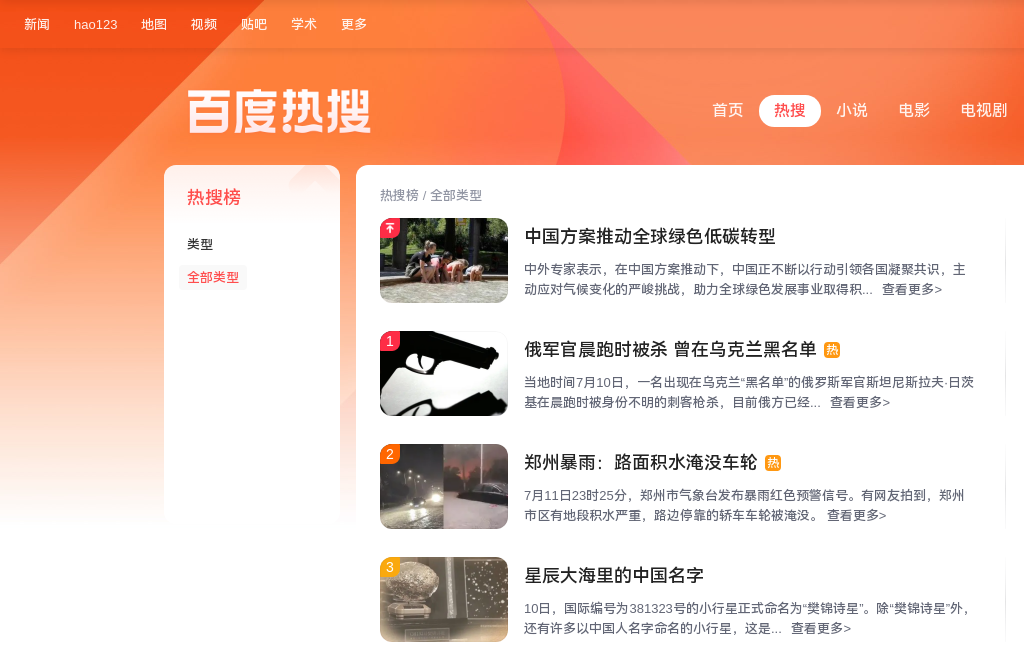 新闻 hao123 地图 视频 贴吧 学术 更多
百度热搜
首页 热搜 小说 电影 电视剧
热搜榜
类型
全部类型
热搜榜 / 全部类型
中国方案推动全球绿色低碳转型
中外专家表示，在中国方案推动下，中国正不断以行动引领各国凝聚共识，主
动应对气候变化的严峻挑战，助力全球绿色发展事业取得积... 查看更多>
1
俄军官晨跑时被杀 曾在乌克兰黑名单 热
当地时间7月10日，一名出现在乌克兰“黑名单”的俄罗斯军官斯坦尼斯拉夫·日茨
基在晨跑时被身份不明的刺客枪杀，目前俄方已经... 查看更多>
2
郑州暴雨：路面积水淹没车轮 热
7月11日23时25分，郑州市气象台发布暴雨红色预警信号。有网友拍到，郑州
市区有地段积水严重，路边停靠的轿车车轮被淹没。 查看更多>
3
星辰大海里的中国名字
10日，国际编号为381323号的小行星正式命名为“樊锦诗星”。除“樊锦诗星”外，
还有许多以中国人名字命名的小行星，这是... 查看更多>